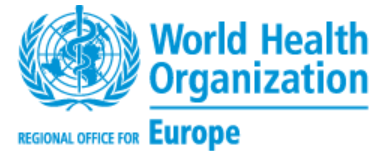 World Health
Organization
REGIONAL OFFICE FOR Europe